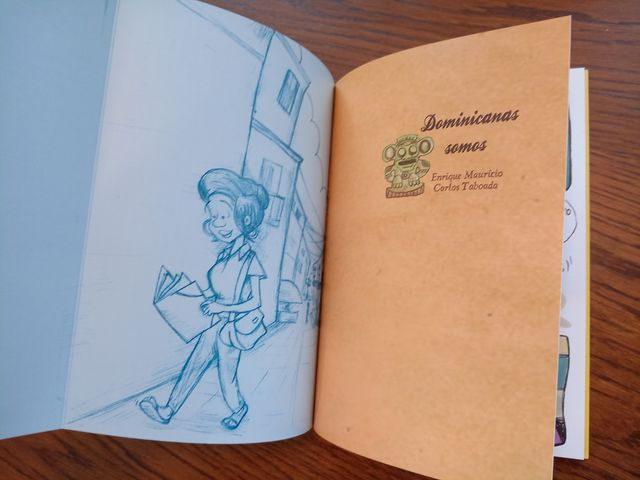 Dominicanas
somos
Enrique Mauricio
Carlos Taboada